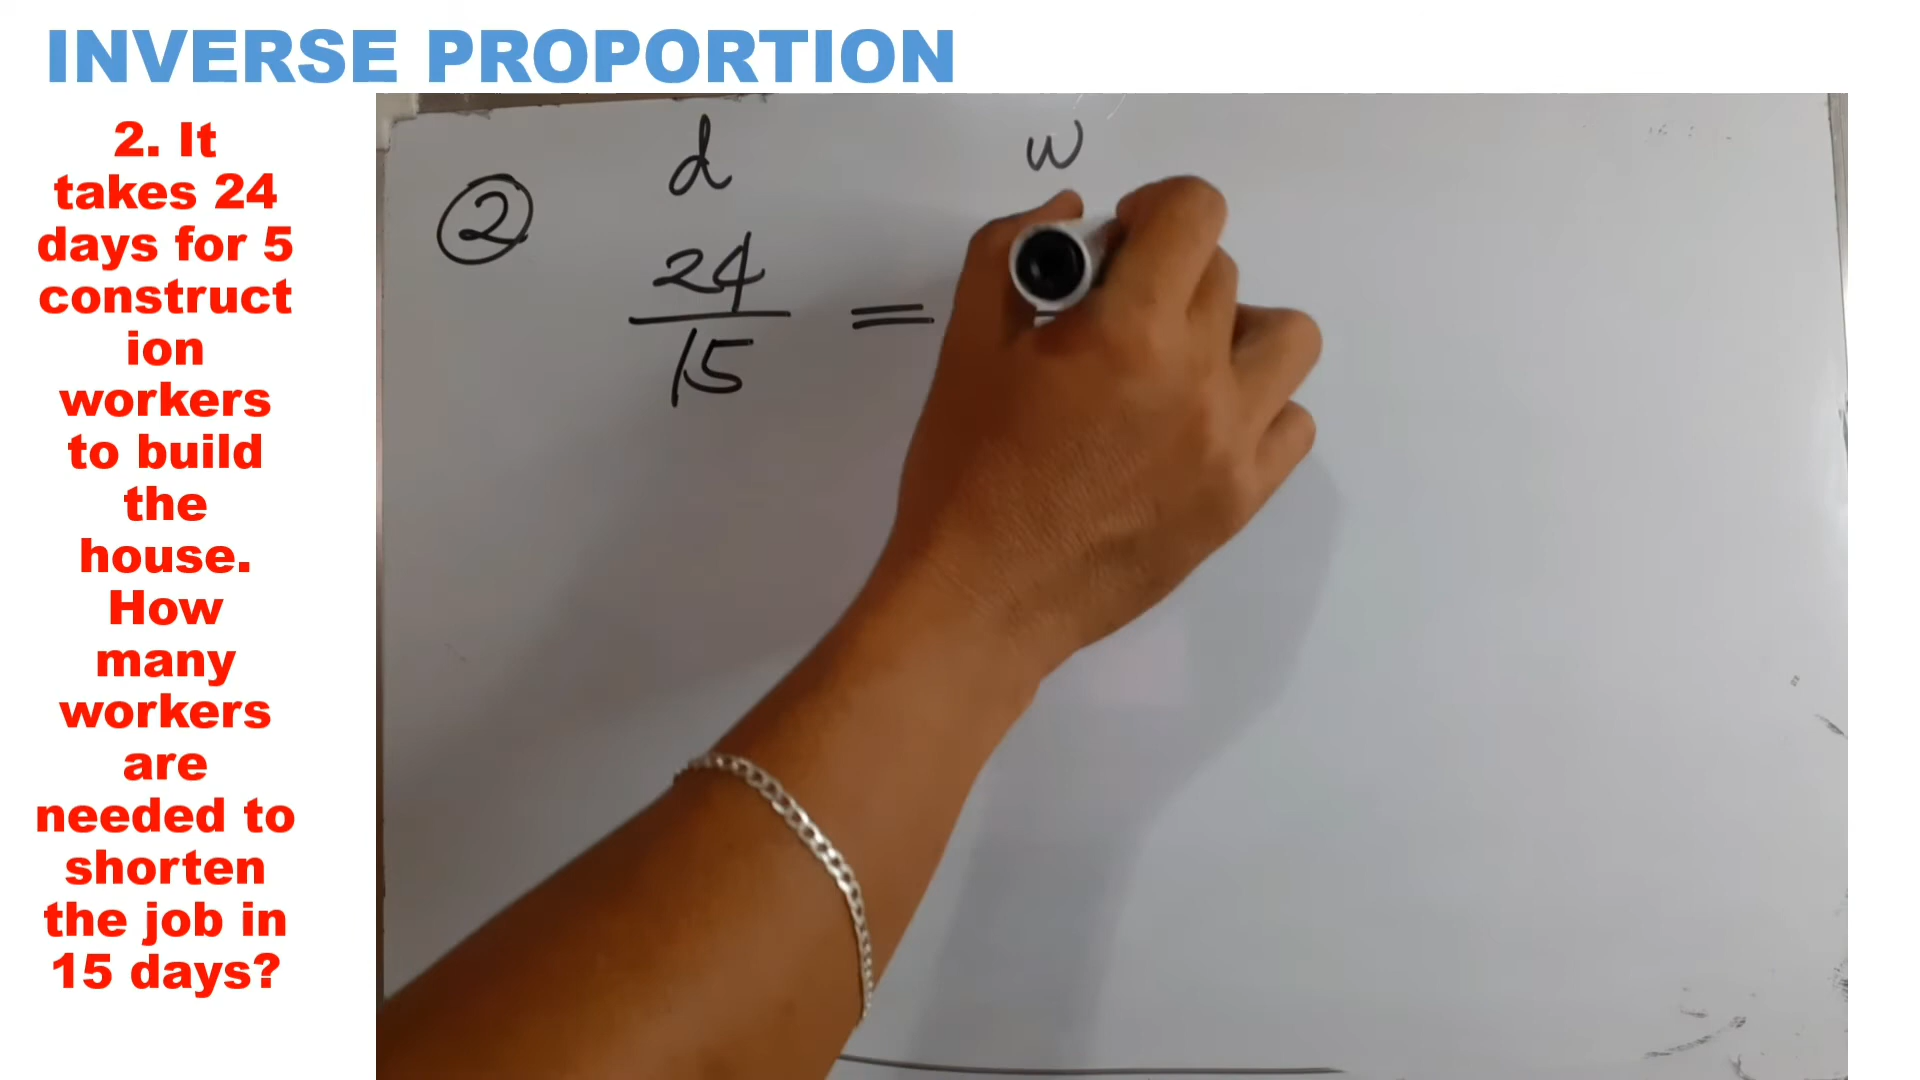 INVERSE PROPORTION
2. It
takes 24
days for 5
construct
ion
workers
to build
the
house.
How
many
workers
are
needed to
shorten
the job in
15 days?
d w
2
24
=
15